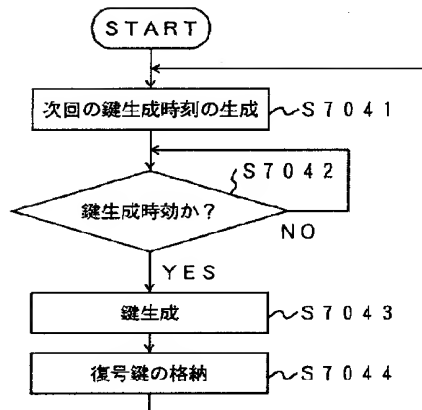 START
次回の鍵生成時刻の生成
S7041
S7042
鍵生成時効か？
NO
YES
鍵生成
S7043
復号鍵の格納
S7044